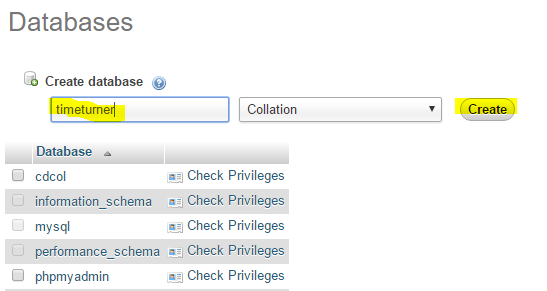 Databases
Create database
timeturner Collation Create
Database
cdcol Check Privileges
information_schema Check Privileges
mysql Check Privileges
performance_schema Check Privileges
phpmyadmin Check Privileges